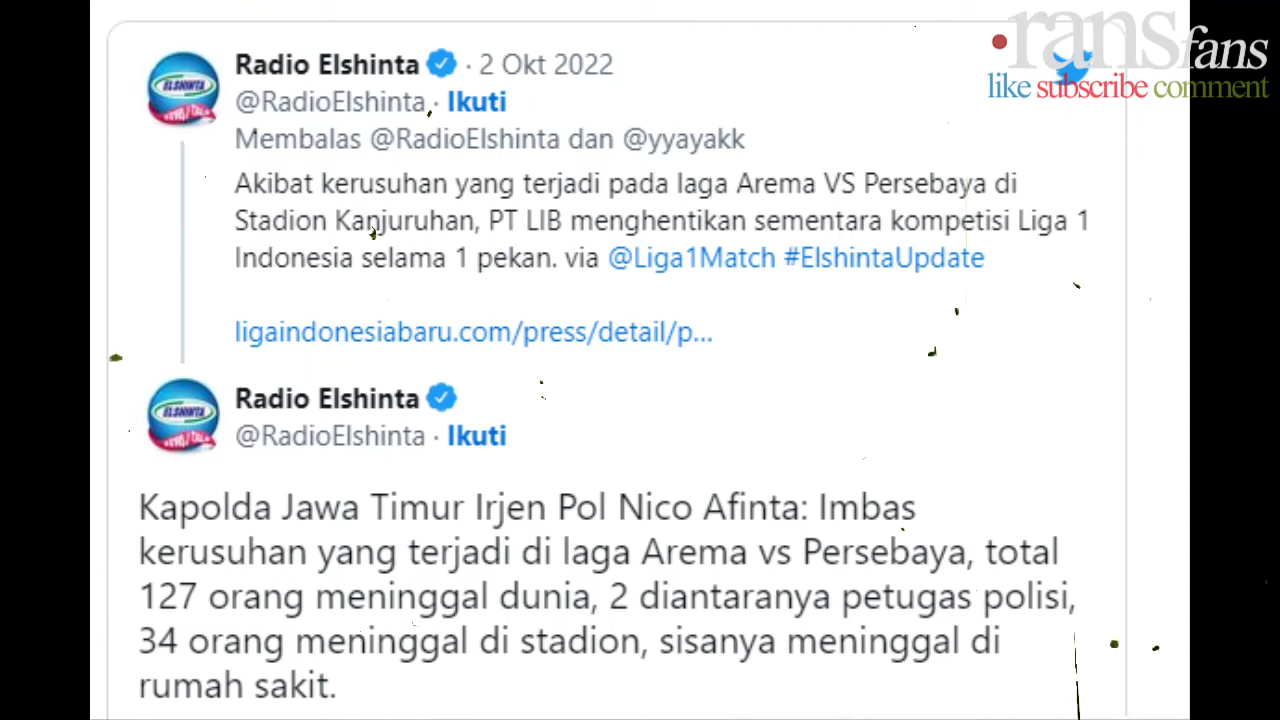 ransfans
like subscribe comment
Radio Elshinta · 2 Okt 2022
@RadioElshinta · Ikuti
Membalas @RadioElshinta dan @yyayakk
Akibat kerusuhan yang terjadi pada laga Arema VS Persebaya di
Stadion Kanjuruhan, PT LIB menghentikan sementara kompetisi Liga 1
Indonesia selama 1 pekan. via @Liga1Match #ElshintaUpdate
ligaindonesiabaru.com/press/detail/p...
ELSHINTA
Radio Elshinta
@RadioElshinta · Ikuti
ELSHINTA
Kapolda Jawa Timur Irjen Pol Nico Afinta: Imbas
kerusuhan yang terjadi di laga Arema vs Persebaya, total
127 orang meninggal dunia, 2 diantaranya petugas polisi,
34 orang meninggal di stadion, sisanya meninggal di
rumah sakit.